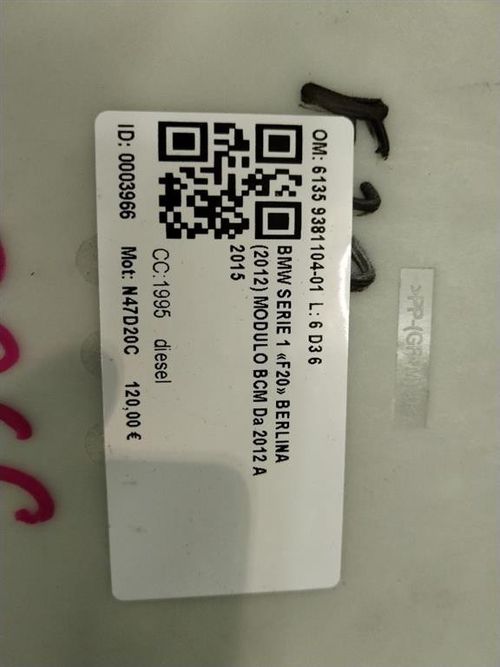 OM: 6135 9381104-01 L: 6 D3 6
BMW SERIE 1 «F20» BERLINA
(2012) MODULO BCM Da 2012 A
2015
CC:1995 diesel
ID: 0003966 Mot: N47D20C 120,00 €
F20